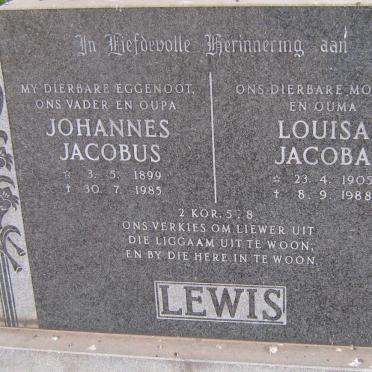 In Liefdevolle Herinnering aan
MY DIERBARE EGGENOOT,
ONS VADER EN OUPA
JOHANNES
JACOBUS
☆ 3. 5. 1899
† 30. 7. 1985
ONS DIERBARE MO
EN OUMA
LOUISA
JACOBA
☆ 23. 4. 1905
† 8. 9. 1988
2 KOR. 5 : 8
ONS VERKIES OM LIEWER UIT
DIE LIGGAAM UIT TE WOON,
EN BY DIE HERE IN TE WOON.
LEWIS